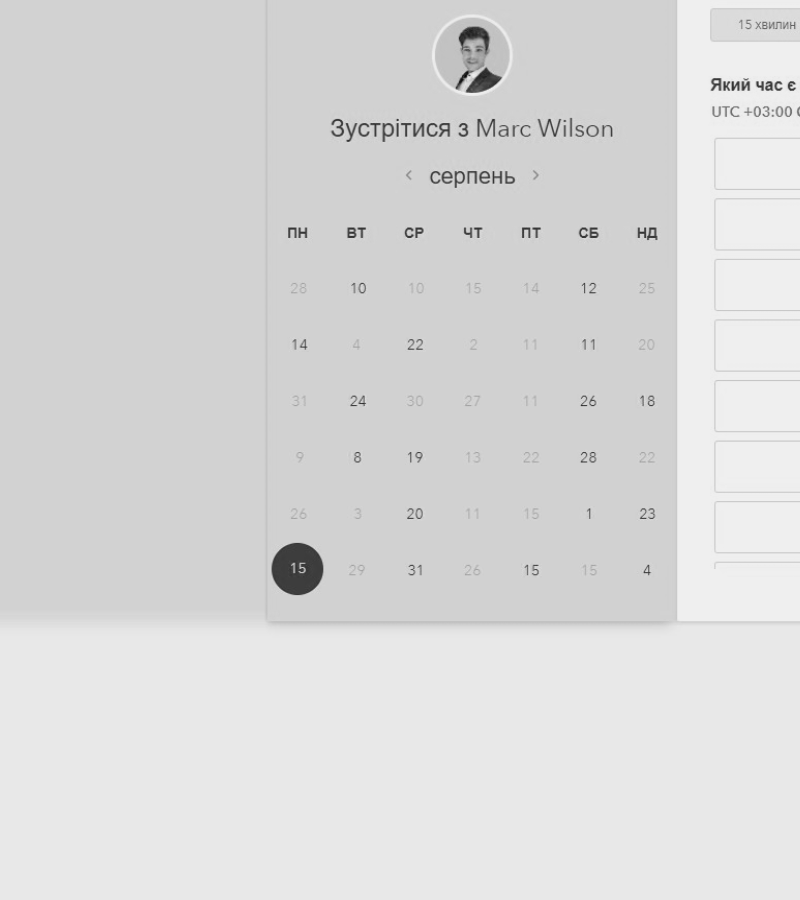 Зустрітися з Marc Wilson
серпень
ПН ВТ СР ЧТ ПТ СБ НД
28 10 10 15 14 12 25
14 4 22 2 11 11 20
31 24 30 27 11 26 18
9 8 19 13 22 28 22
26 3 20 11 15 1 23
15 29 31 26 15 15 4
15 хвилин
Який час є
UTC +03:00